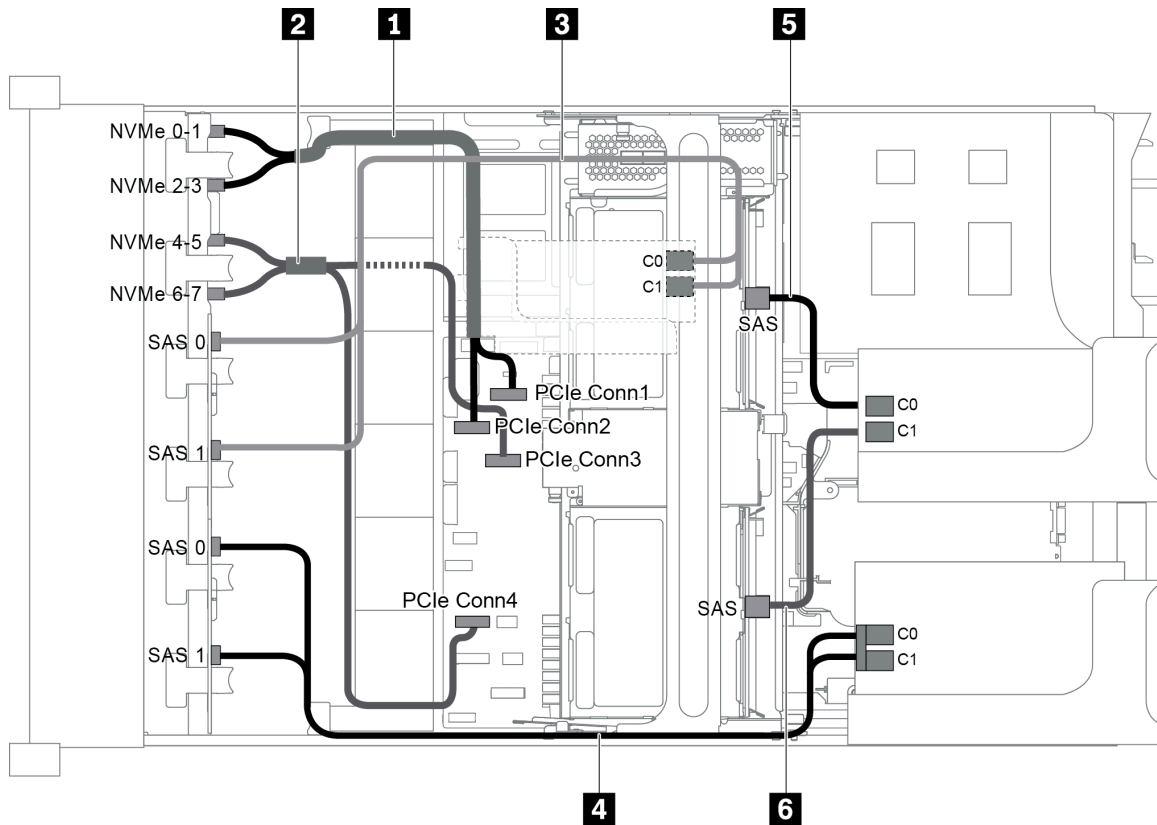 2
1
3
5
NVMe 0-1
NVMe 2-3
NVMe 4-5
NVMe 6-7
C0
C1
SAS
SAS 0
PCIe Conn1
C0
PCIe Conn2
C1
SAS 1
PCIe Conn3
SAS 0
PCIe Conn4
SAS
C0
SAS 1
C1
4
6